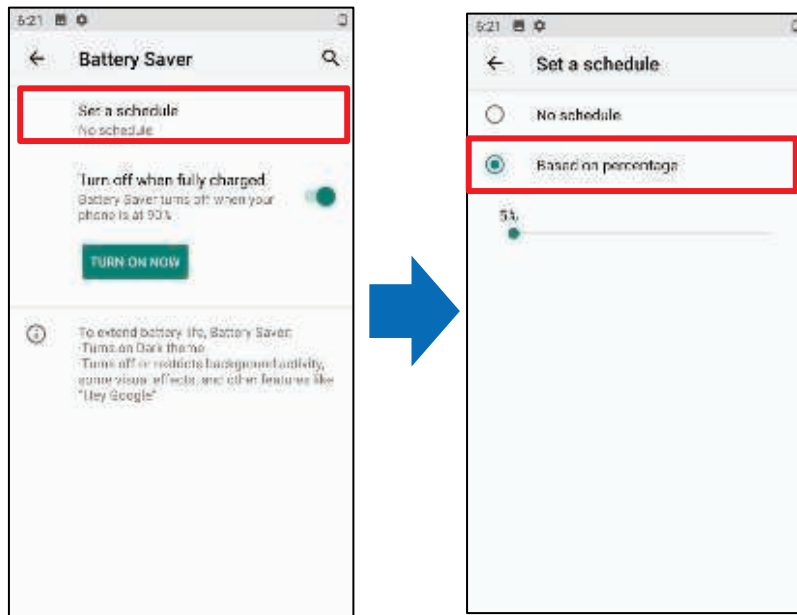 6:21
Battery Saver
Set a schedule
No schedule
Turn off when fully charged
Battery Saver turns off when your
phone is at 90%
TURN ON NOW
To extend battery life, Battery Saver:
·Turns on Dark theme
·Turns off or restricts background activity,
some visual effects, and other features like
"Hey Google"
6:21
Set a schedule
No schedule
Based on percentage
5%